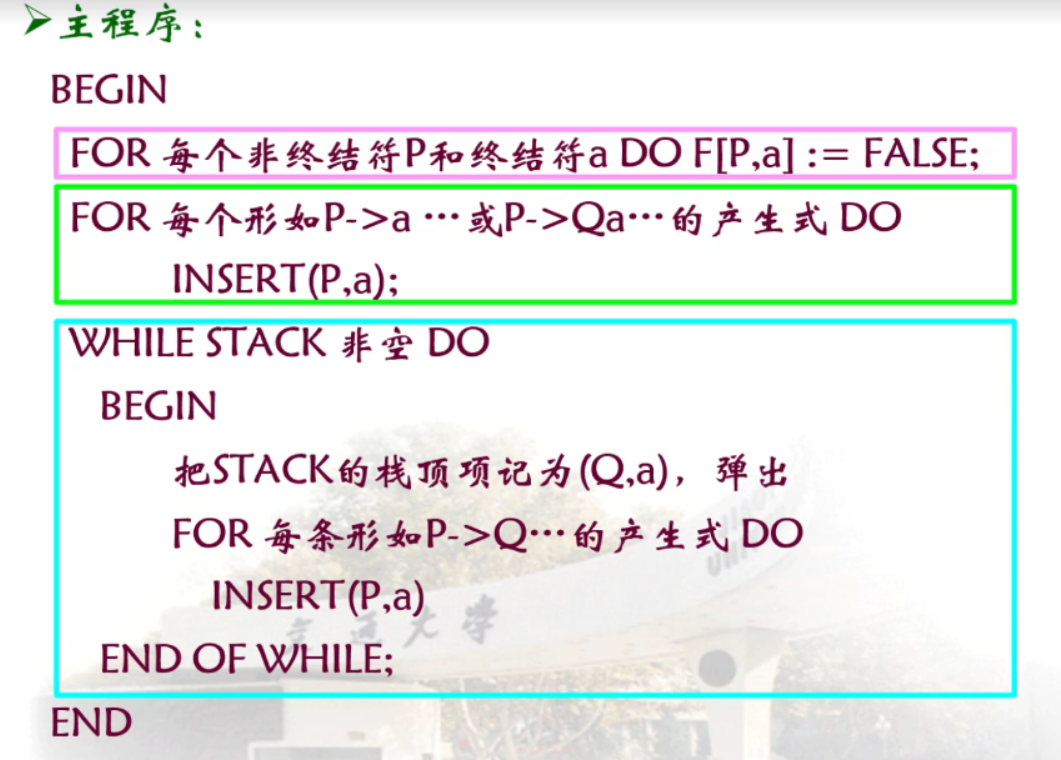 ➢主程序：
BEGIN
FOR 每个非终结符P和终结符a DO F[P,a] := FALSE;
FOR 每个形如P->a …或P->Qa…的产生式 DO
INSERT(P,a);
WHILE STACK 非空 DO
BEGIN
把STACK的栈顶项记为(Q,a)，弹出
FOR 每条形如P->Q…的产生式 DO
INSERT(P,a)
END OF WHILE;
END